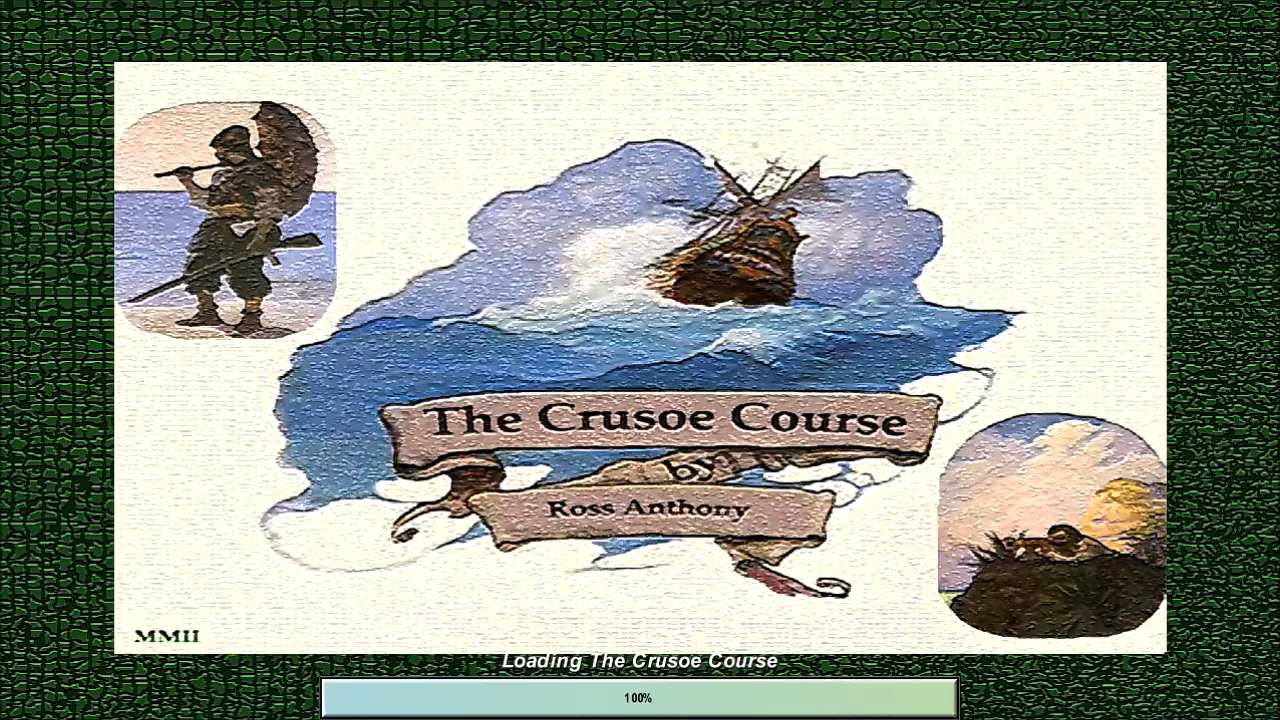 The Crusoe Course
by
Ross Anthony
MMII
Loading The Crusoe Course
100%